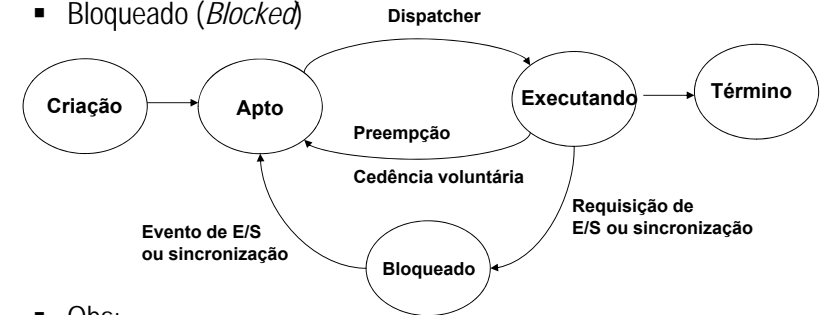 ▪ Bloqueado (Blocked)
Dispatcher
Criação
Apto
Executando
Término
Preempção
Cedência voluntária
Requisição de
E/S ou sincronização
Evento de E/S
ou sincronização
Bloqueado
▪ Obs: